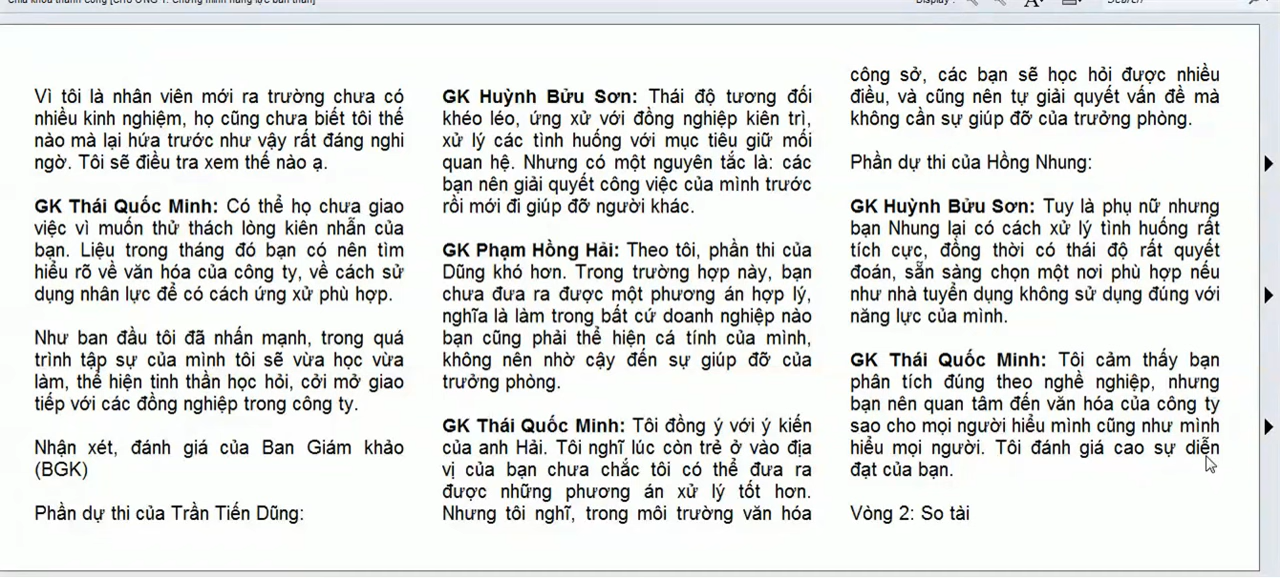 Chìa khóa thành công [CHƯƠNG 1: Chứng minh năng lực bản thân]
Display :
Search
Vì tôi là nhân viên mới ra trường chưa có
nhiều kinh nghiệm, họ cũng chưa biết tôi thế
nào mà lại hứa trước như vậy rất đáng nghi
ngờ. Tôi sẽ điều tra xem thế nào ạ.
GK Thái Quốc Minh: Có thể họ chưa giao
việc vì muốn thử thách lòng kiên nhẫn của
bạn. Liệu trong tháng đó bạn có nên tìm
hiểu rõ về văn hóa của công ty, về cách sử
dụng nhân lực để có cách ứng xử phù hợp.
Như ban đầu tôi đã nhấn mạnh, trong quá
trình tập sự của mình tôi sẽ vừa học vừa
làm, thể hiện tinh thần học hỏi, cởi mở giao
tiếp với các đồng nghiệp trong công ty.
Nhận xét, đánh giá của Ban Giám khảo
(BGK)
Phần dự thi của Trần Tiến Dũng:
GK Huỳnh Bửu Sơn: Thái độ tương đối
khéo léo, ứng xử với đồng nghiệp kiên trì,
xử lý các tình huống với mục tiêu giữ mối
quan hệ. Nhưng có một nguyên tắc là: các
bạn nên giải quyết công việc của mình trước
rồi mới đi giúp đỡ người khác.
GK Phạm Hồng Hải: Theo tôi, phần thi của
Dũng khó hơn. Trong trường hợp này, bạn
chưa đưa ra được một phương án hợp lý,
nghĩa là làm trong bất cứ doanh nghiệp nào
bạn cũng phải thể hiện cá tính của mình,
không nên nhờ cậy đến sự giúp đỡ của
trưởng phòng.
GK Thái Quốc Minh: Tôi đồng ý với ý kiến
của anh Hải. Tôi nghĩ lúc còn trẻ ở vào địa
vị của bạn chưa chắc tôi có thể đưa ra
được những phương án xử lý tốt hơn.
Nhưng tôi nghĩ, trong môi trường văn hóa
công sở, các bạn sẽ học hỏi được nhiều
điều, và cũng nên tự giải quyết vấn đề mà
không cần sự giúp đỡ của trưởng phòng.
Phần dự thi của Hồng Nhung:
GK Huỳnh Bửu Sơn: Tuy là phụ nữ nhưng
bạn Nhung lại có cách xử lý tình huống rất
tích cực, đồng thời có thái độ rất quyết
đoán, sẵn sàng chọn một nơi phù hợp nếu
như nhà tuyển dụng không sử dụng đúng với
năng lực của mình.
GK Thái Quốc Minh: Tôi cảm thấy bạn
phân tích đúng theo nghề nghiệp, nhưng
bạn nên quan tâm đến văn hóa của công ty
sao cho mọi người hiểu mình cũng như mình
hiểu mọi người. Tôi đánh giá cao sự diễn
đạt của bạn.
Vòng 2: So tài